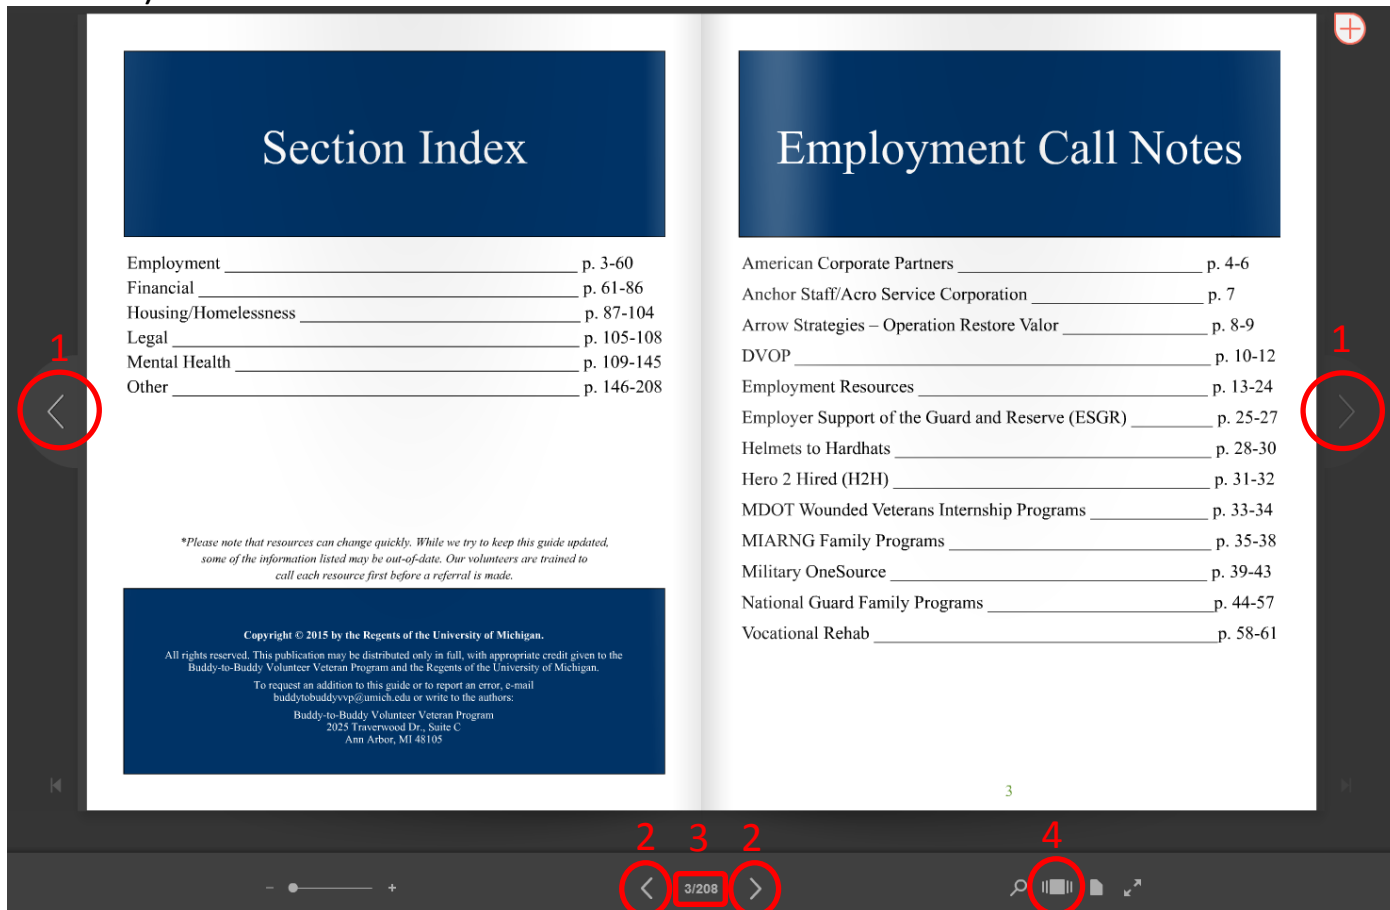 Section Index
Employment p. 3-60
Financial p. 61-86
Housing/Homelessness p. 87-104
Legal p. 105-108
Mental Health p. 109-145
Other p. 146-208
*Please note that resources can change quickly. While we try to keep this guide updated,
some of the information listed may be out-of-date. Our volunteers are trained to
call each resource first before a referral is made.
Copyright © 2015 by the Regents of the University of Michigan.
All rights reserved. This publication may be distributed only in full, with appropriate credit given to the
Buddy-to-Buddy Volunteer Veteran Program and the Regents of the University of Michigan.
To request an addition to this guide or to report an error, e-mail
buddytobuddyvvp@umich.edu or write to the authors:
Buddy-to-Buddy Volunteer Veteran Program
2025 Traverwood Dr., Suite C
Ann Arbor, MI 48105
Employment Call Notes
American Corporate Partners p. 4-6
Anchor Staff/Acro Service Corporation p. 7
Arrow Strategies – Operation Restore Valor p. 8-9
DVOP p. 10-12
Employment Resources p. 13-24
Employer Support of the Guard and Reserve (ESGR) p. 25-27
Helmets to Hardhats p. 28-30
Hero 2 Hired (H2H) p. 31-32
MDOT Wounded Veterans Internship Programs p. 33-34
MIARNG Family Programs p. 35-38
Military OneSource p. 39-43
National Guard Family Programs p. 44-57
Vocational Rehab p. 58-61
3
1
1
2 3 2
4
3/208